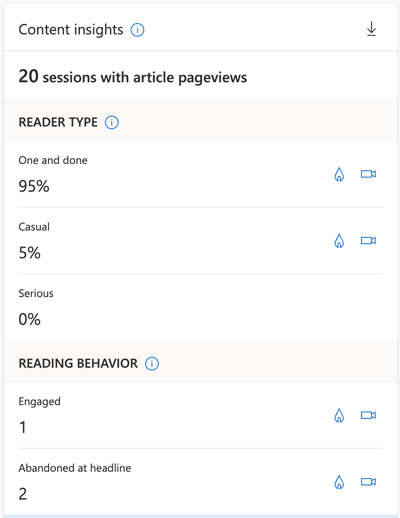 Content insights
20 sessions with article pageviews
READER TYPE
One and done
95%
Casual
5%
Serious
0%
READING BEHAVIOR
Engaged
1
Abandoned at headline
2